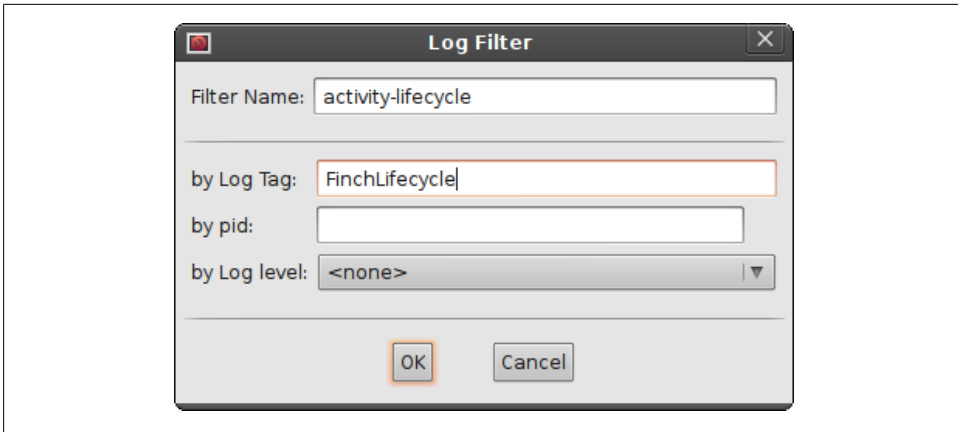 Log Filter
Filter Name: activity-lifecycle
by Log Tag: FinchLifecycle
by pid:
by Log level: <none>
OK Cancel